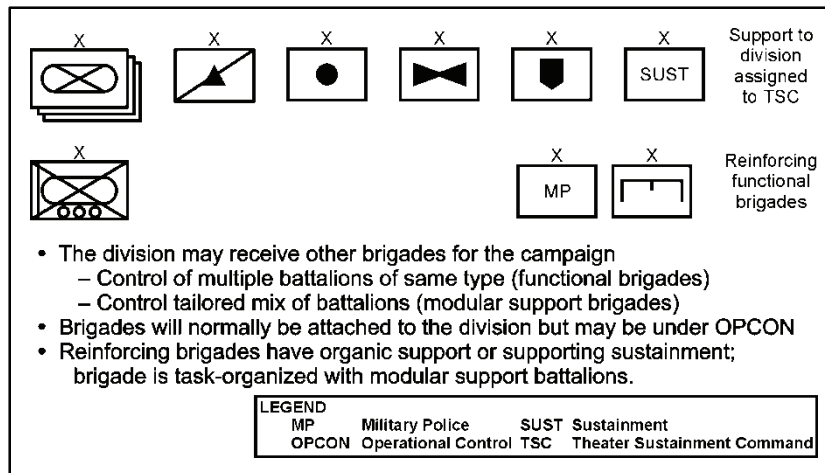 X X X X X X
Support to
division
assigned
to TSC
SUST
X X X
Reinforcing
functional
brigades
MP
• The division may receive other brigades for the campaign
– Control of multiple battalions of same type (functional brigades)
– Control tailored mix of battalions (modular support brigades)
• Brigades will normally be attached to the division but may be under OPCON
• Reinforcing brigades have organic support or supporting sustainment;
brigade is task-organized with modular support battalions.
LEGEND
MP Military Police SUST Sustainment
OPCON Operational Control TSC Theater Sustainment Command